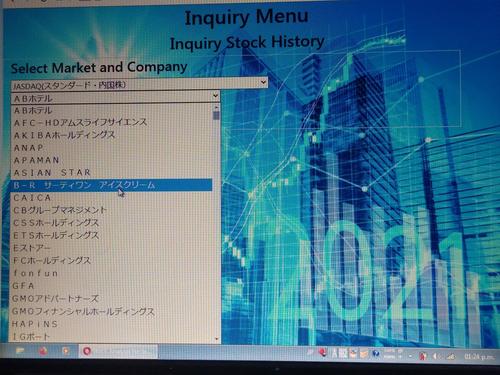 Inquiry Menu
Inquiry Stock History
Select Market and Company
JASDAQ(スタンダード・内国株)
ABホテル
ABホテル
AFC-HDアムスライフサイエンス
AKIBAホールディングス
ANAP
APAMAN
ASIAN STAR
B-R サーティワン アイスクリーム
CAICA
CBグループマネジメント
CSSホールディングス
ETSホールディングス
Eストアー
FCホールディングス
fonfun
GFA
GMOアドパートナーズ
GMOフィナンシャルホールディングス
HAPiNS
IGポート
2021
01:24 p.m.